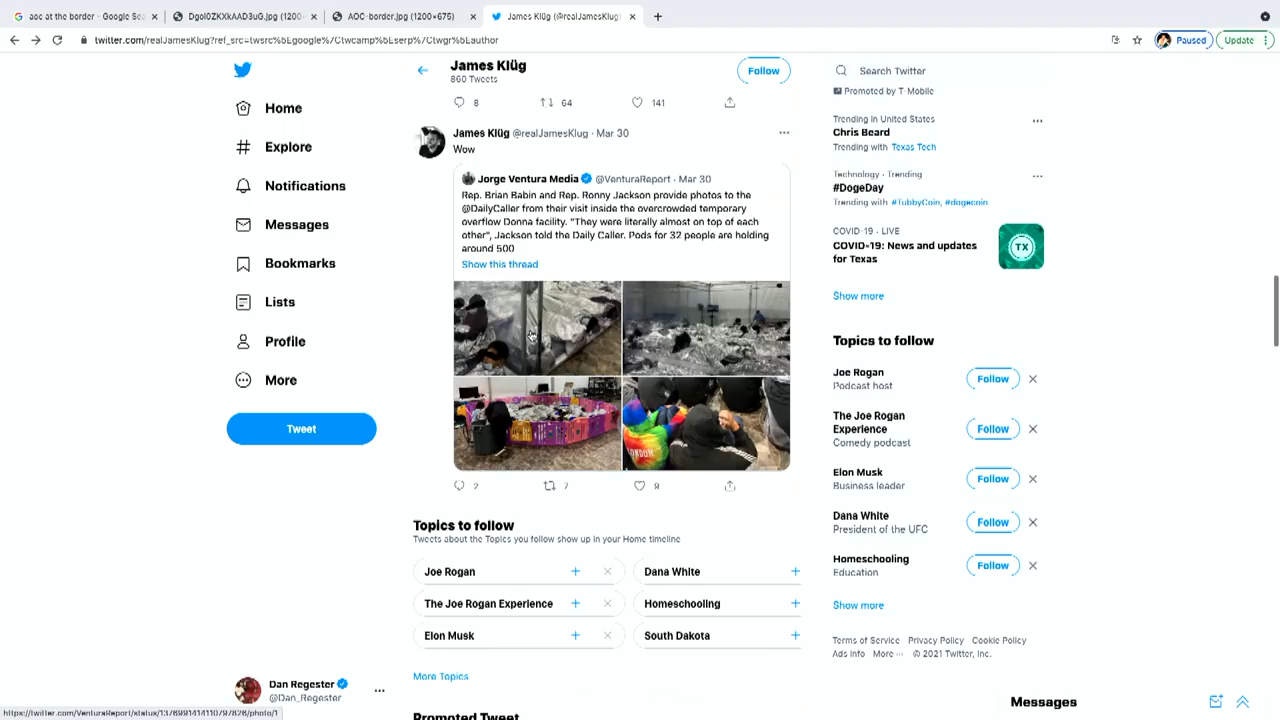 aoc at the border - Google Sea
DgoI0ZKXkAAD3uG.jpg (1200×
AOC-border.jpg (1200×675)
James Klüg (@realJamesKlug)
twitter.com/realJamesKlug?ref_src=twsrc%5Egoogle%7Ctwcamp%5Eserp%7Ctwgr%5Eauthor
Paused
Update
Home
Explore
Notifications
Messages
Bookmarks
Lists
Profile
More
Tweet
Dan Regester
@Dan_Regester
James Klüg
860 Tweets
Follow
8 64 141
James Klüg @realJamesKlug · Mar 30
Wow
Jorge Ventura Media @VenturaReport · Mar 30
Rep. Brian Babin and Rep. Ronny Jackson provide photos to the
@DailyCaller from their visit inside the overcrowded temporary
overflow Donna facility. "They were literally almost on top of each
other", Jackson told the Daily Caller. Pods for 32 people are holding
around 500
Show this thread
2 7 9
Topics to follow
Tweets about the Topics you follow show up in your Home timeline
Joe Rogan
Dana White
The Joe Rogan Experience
Homeschooling
Elon Musk
South Dakota
More Topics
Promoted Tweet
Search Twitter
Promoted by T-Mobile
Trending in United States
Chris Beard
Trending with Texas Tech
Technology · Trending
#DogeDay
Trending with #TubbyCoin, #dogecoin
COVID-19 · LIVE
COVID-19: News and updates
for Texas
TX
Show more
Topics to follow
Joe Rogan
Podcast host
Follow
The Joe Rogan
Experience
Comedy podcast
Follow
Elon Musk
Business leader
Follow
Dana White
President of the UFC
Follow
Homeschooling
Education
Follow
Show more
Terms of Service Privacy Policy Cookie Policy
Ads info More ··· © 2021 Twitter, Inc.
Messages